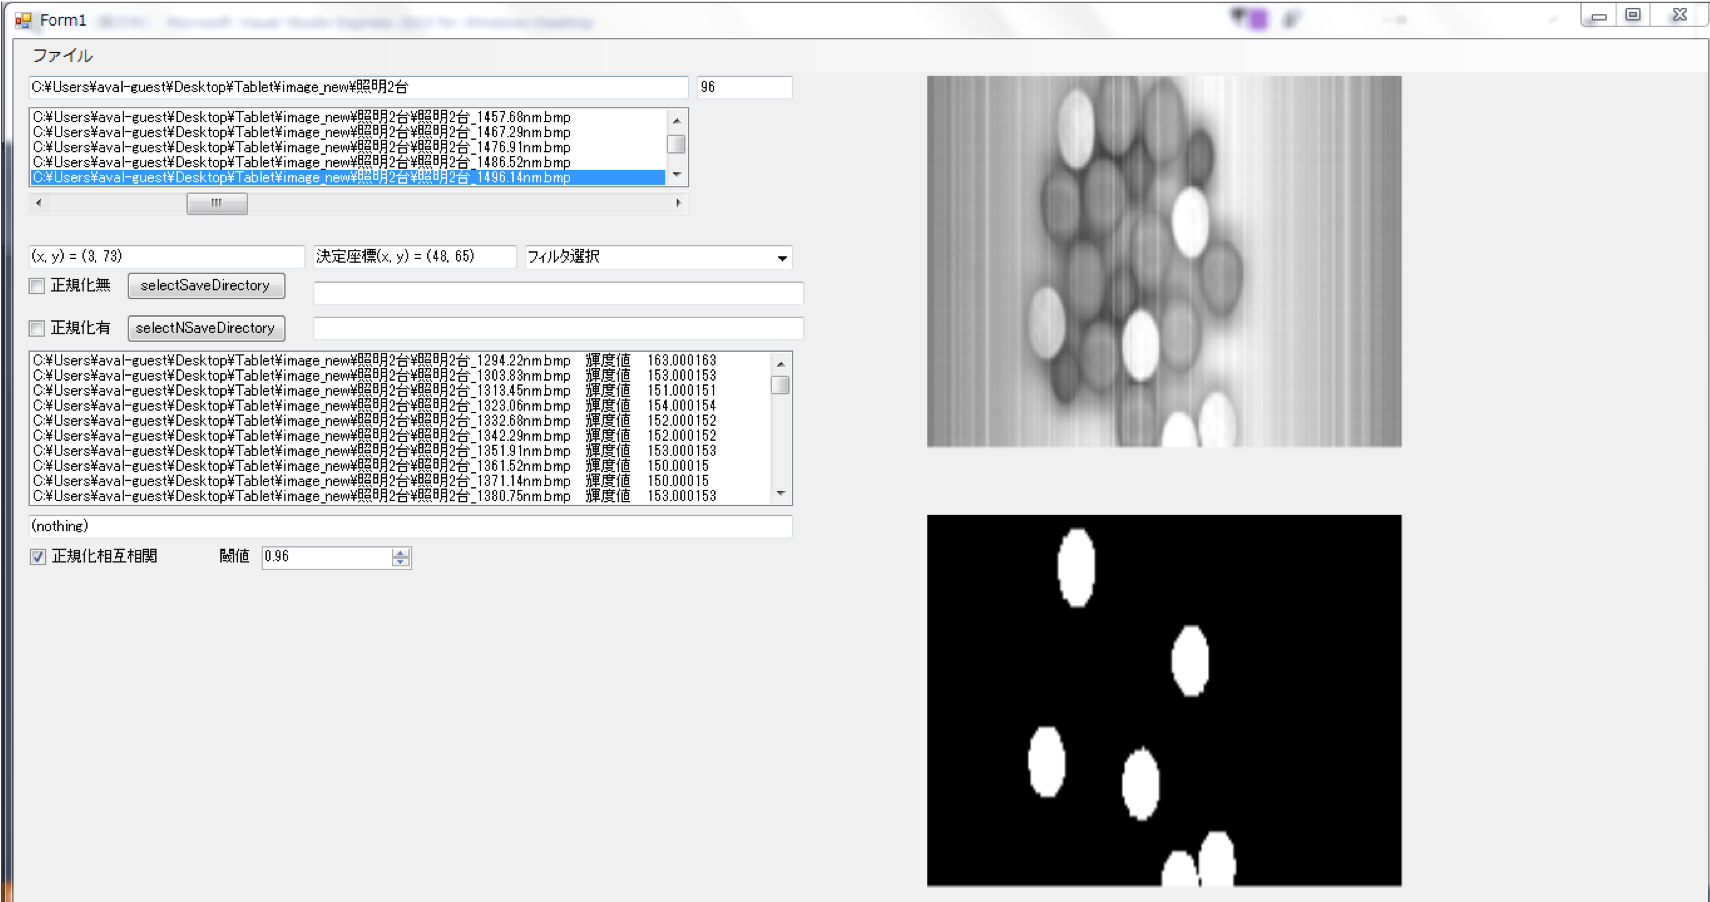 Form1
ファイル
C:¥Users¥aval-guest¥Desktop¥Tablet¥image_new¥照明2台
96
C:¥Users¥aval-guest¥Desktop¥Tablet¥image_new¥照明2台¥照明2台_1457.68nm.bmp
C:¥Users¥aval-guest¥Desktop¥Tablet¥image_new¥照明2台¥照明2台_1467.29nm.bmp
C:¥Users¥aval-guest¥Desktop¥Tablet¥image_new¥照明2台¥照明2台_1476.91nm.bmp
C:¥Users¥aval-guest¥Desktop¥Tablet¥image_new¥照明2台¥照明2台_1486.52nm.bmp
C:¥Users¥aval-guest¥Desktop¥Tablet¥image_new¥照明2台¥照明2台_1496.14nm.bmp
(x, y) = (3, 73)
決定座標(x, y) = (48, 65)
フィルタ選択
正規化無
selectSaveDirectory
正規化有
selectNSaveDirectory
C:¥Users¥aval-guest¥Desktop¥Tablet¥image_new¥照明2台¥照明2台_1294.22nm.bmp 輝度値 163.000163
C:¥Users¥aval-guest¥Desktop¥Tablet¥image_new¥照明2台¥照明2台_1303.83nm.bmp 輝度値 153.000153
C:¥Users¥aval-guest¥Desktop¥Tablet¥image_new¥照明2台¥照明2台_1313.45nm.bmp 輝度値 151.000151
C:¥Users¥aval-guest¥Desktop¥Tablet¥image_new¥照明2台¥照明2台_1323.06nm.bmp 輝度値 154.000154
C:¥Users¥aval-guest¥Desktop¥Tablet¥image_new¥照明2台¥照明2台_1332.68nm.bmp 輝度値 152.000152
C:¥Users¥aval-guest¥Desktop¥Tablet¥image_new¥照明2台¥照明2台_1342.29nm.bmp 輝度値 152.000152
C:¥Users¥aval-guest¥Desktop¥Tablet¥image_new¥照明2台¥照明2台_1351.91nm.bmp 輝度値 153.000153
C:¥Users¥aval-guest¥Desktop¥Tablet¥image_new¥照明2台¥照明2台_1361.52nm.bmp 輝度値 150.00015
C:¥Users¥aval-guest¥Desktop¥Tablet¥image_new¥照明2台¥照明2台_1371.14nm.bmp 輝度値 150.00015
C:¥Users¥aval-guest¥Desktop¥Tablet¥image_new¥照明2台¥照明2台_1380.75nm.bmp 輝度値 153.000153
(nothing)
正規化相互相関
閾値
0.96